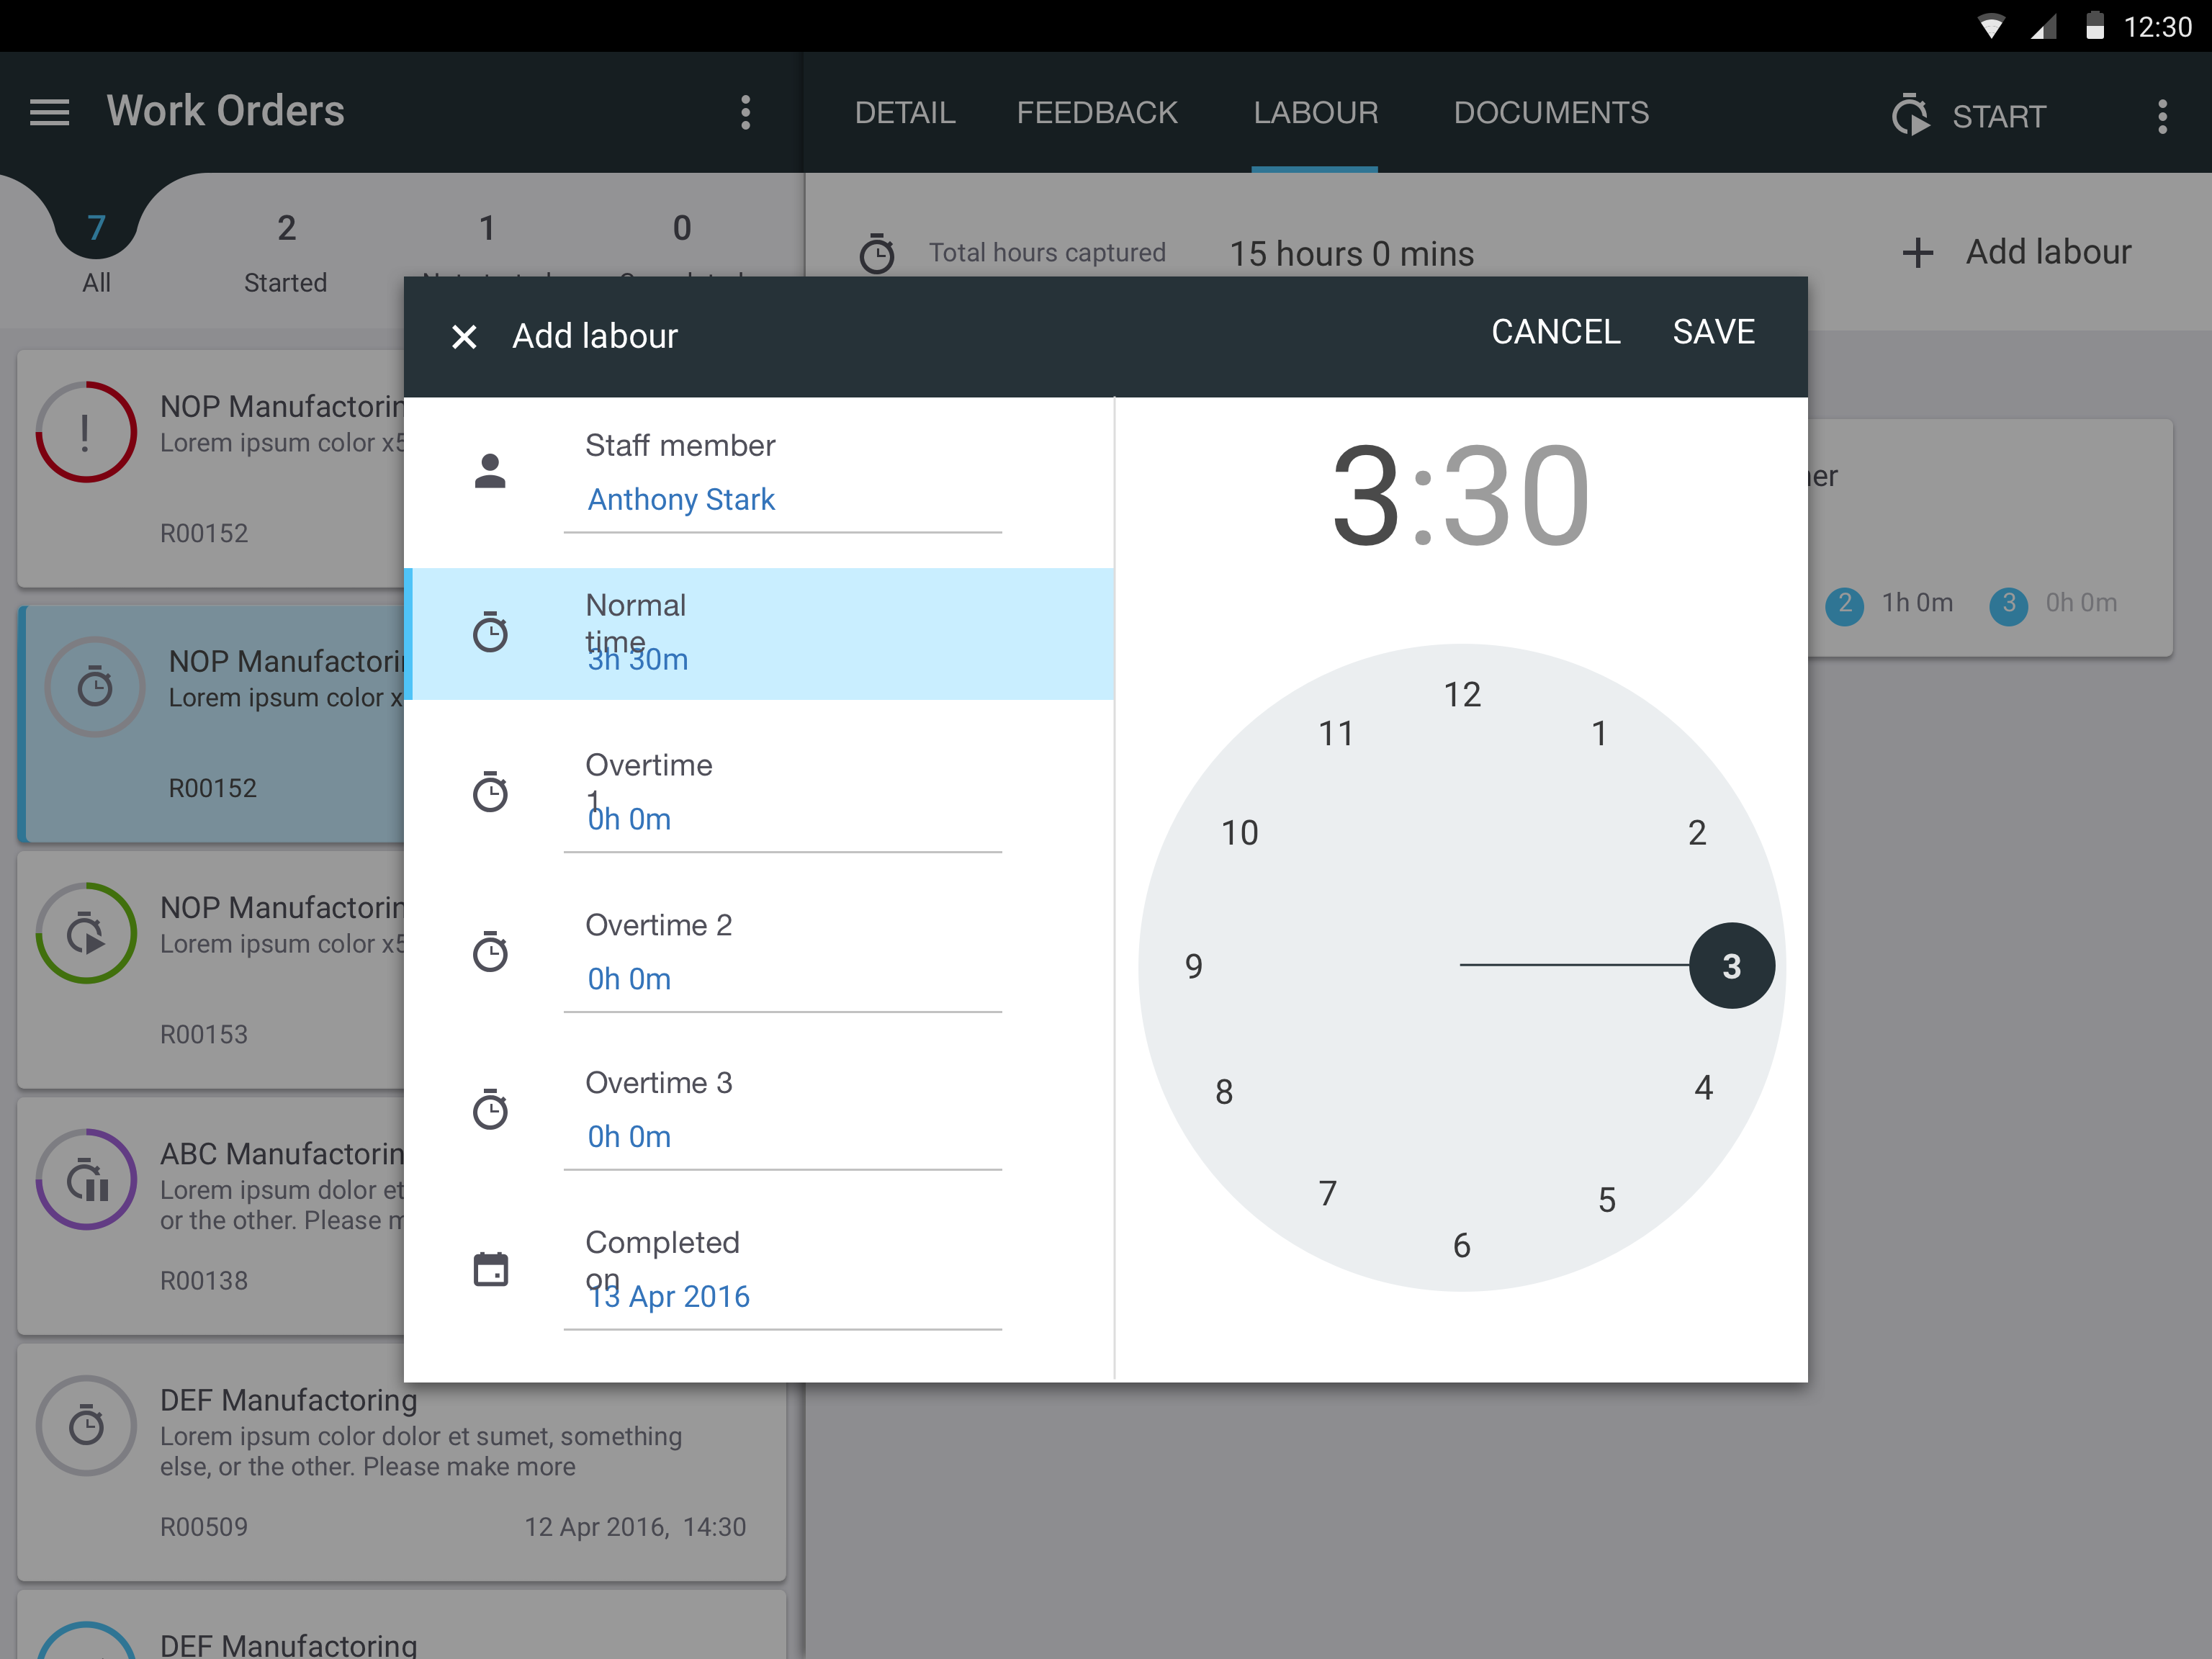 12:30
Work Orders
DETAIL FEEDBACK LABOUR DOCUMENTS START
7 2 1 0
All Started
Total hours captured 15 hours 0 mins Add labour
Add labour CANCEL SAVE
NOP Manufactorin
Lorem ipsum color x5
R00152
NOP Manufactori
Lorem ipsum color x
R00152
NOP Manufactorin
Lorem ipsum color x5
R00153
ABC Manufactorin
Lorem ipsum dolor et
or the other. Please m
R00138
DEF Manufactoring
Lorem ipsum color dolor et sumet, something
else, or the other. Please make more
R00509 12 Apr 2016, 14:30
DEF Manufactoring
Staff member
Anthony Stark
Normal
time
3h 30m
Overtime
1
0h 0m
Overtime 2
0h 0m
Overtime 3
0h 0m
Completed
on
13 Apr 2016
3:30
12
11 1
10 2
9 3
8 4
7 5
6
er
2 1h 0m 3 0h 0m